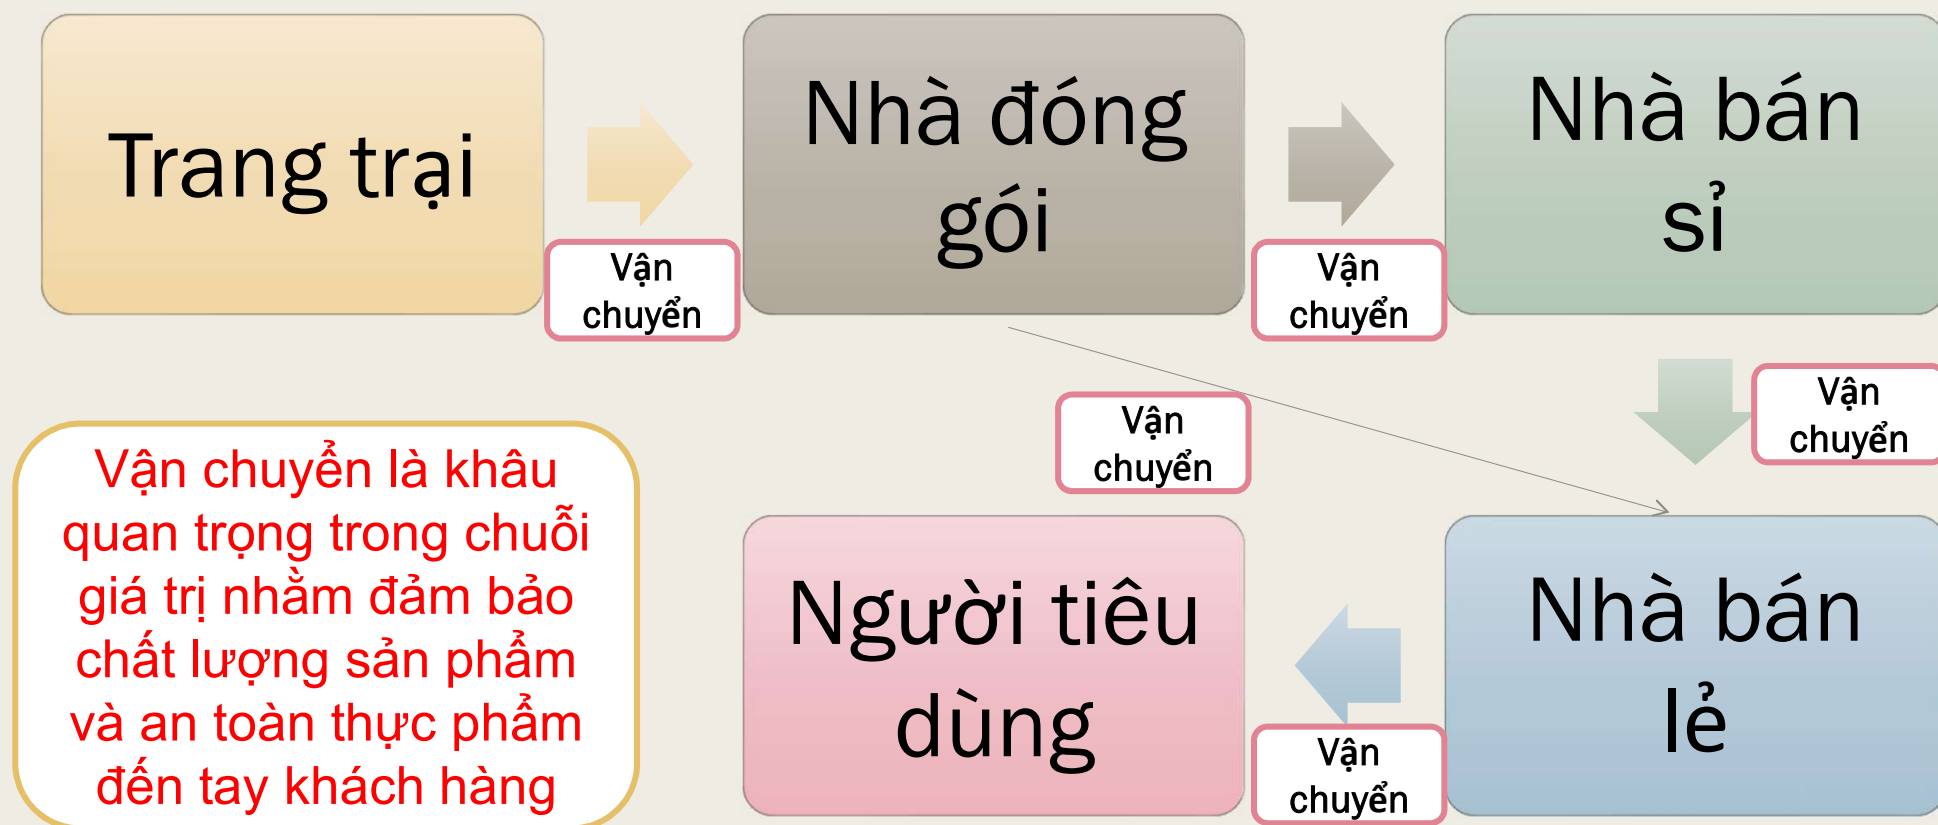 Trang trại
Nhà đóng
gói
Nhà bán
sỉ
Vận
chuyển
Vận
chuyển
Vận
chuyển
Vận
chuyển
Vận chuyển là khâu
quan trọng trong chuỗi
giá trị nhằm đảm bảo
chất lượng sản phẩm
và an toàn thực phẩm
đến tay khách hàng
Người tiêu
dùng
Nhà bán
lẻ
Vận
chuyển